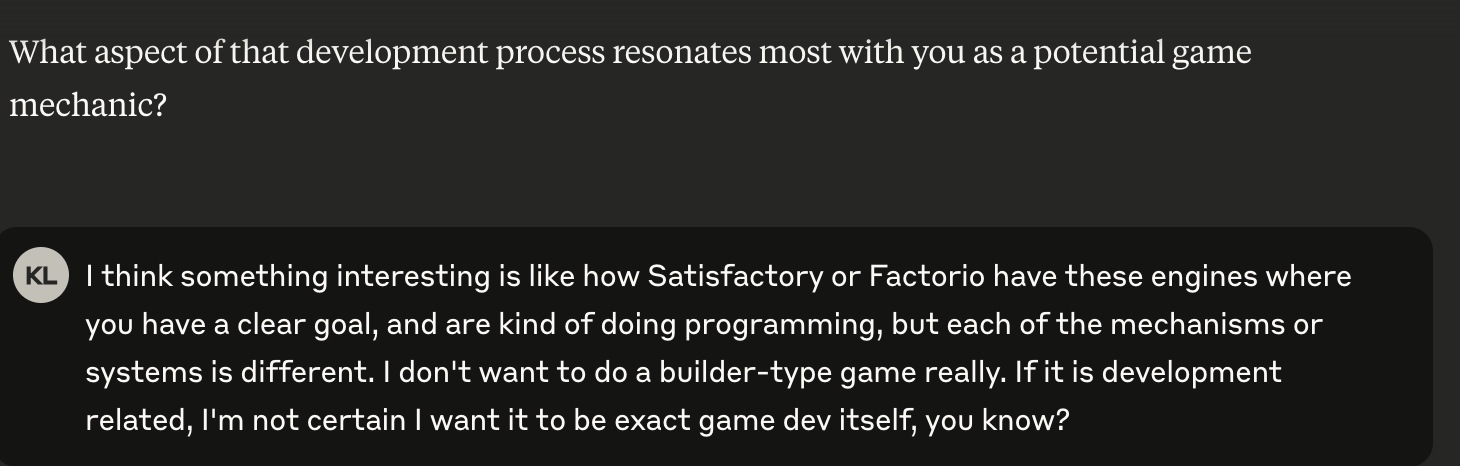 What aspect of that development process resonates most with you as a potential game
mechanic?
KL
I think something interesting is like how Satisfactory or Factorio have these engines where
you have a clear goal, and are kind of doing programming, but each of the mechanisms or
systems is different. I don't want to do a builder-type game really. If it is development
related, I'm not certain I want it to be exact game dev itself, you know?